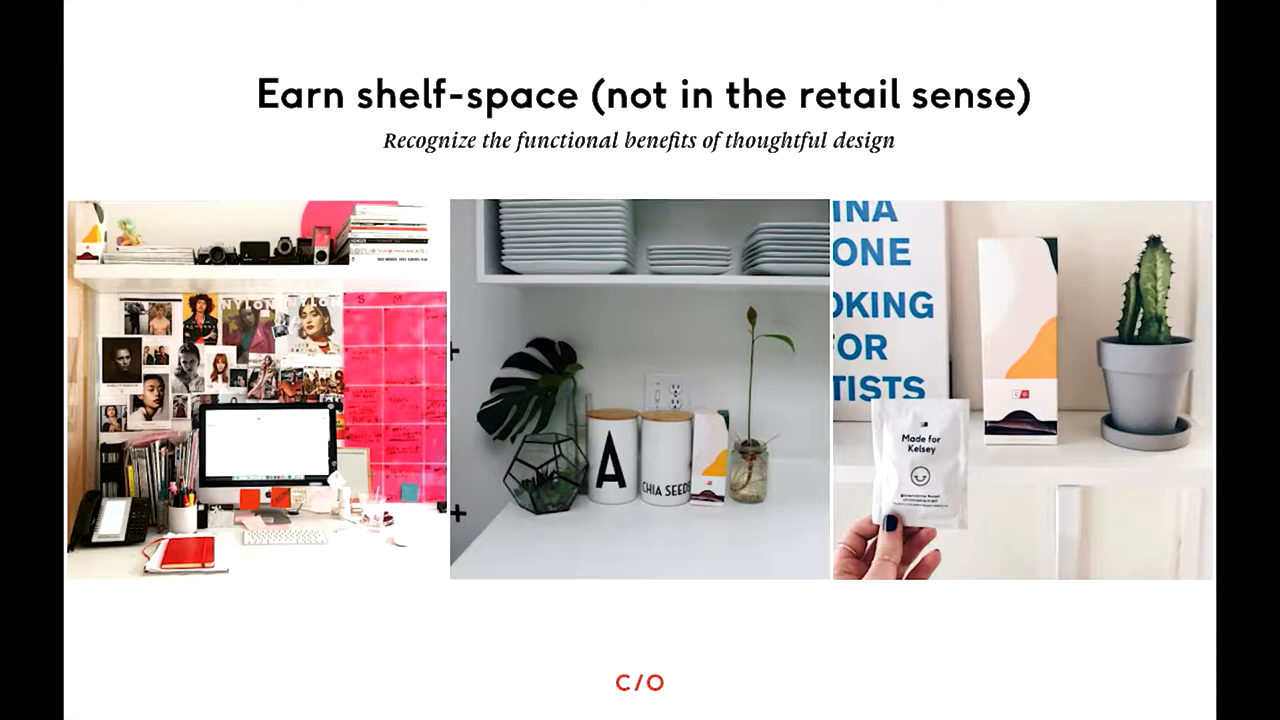 Earn shelf-space (not in the retail sense)
Recognize the functional benefits of thoughtful design
NYLON NYLON
S M T
A
CHIA SEEDS
INA
ONE
OKING
FOR
TISTS
C/O
Made for
Kelsey
C/O